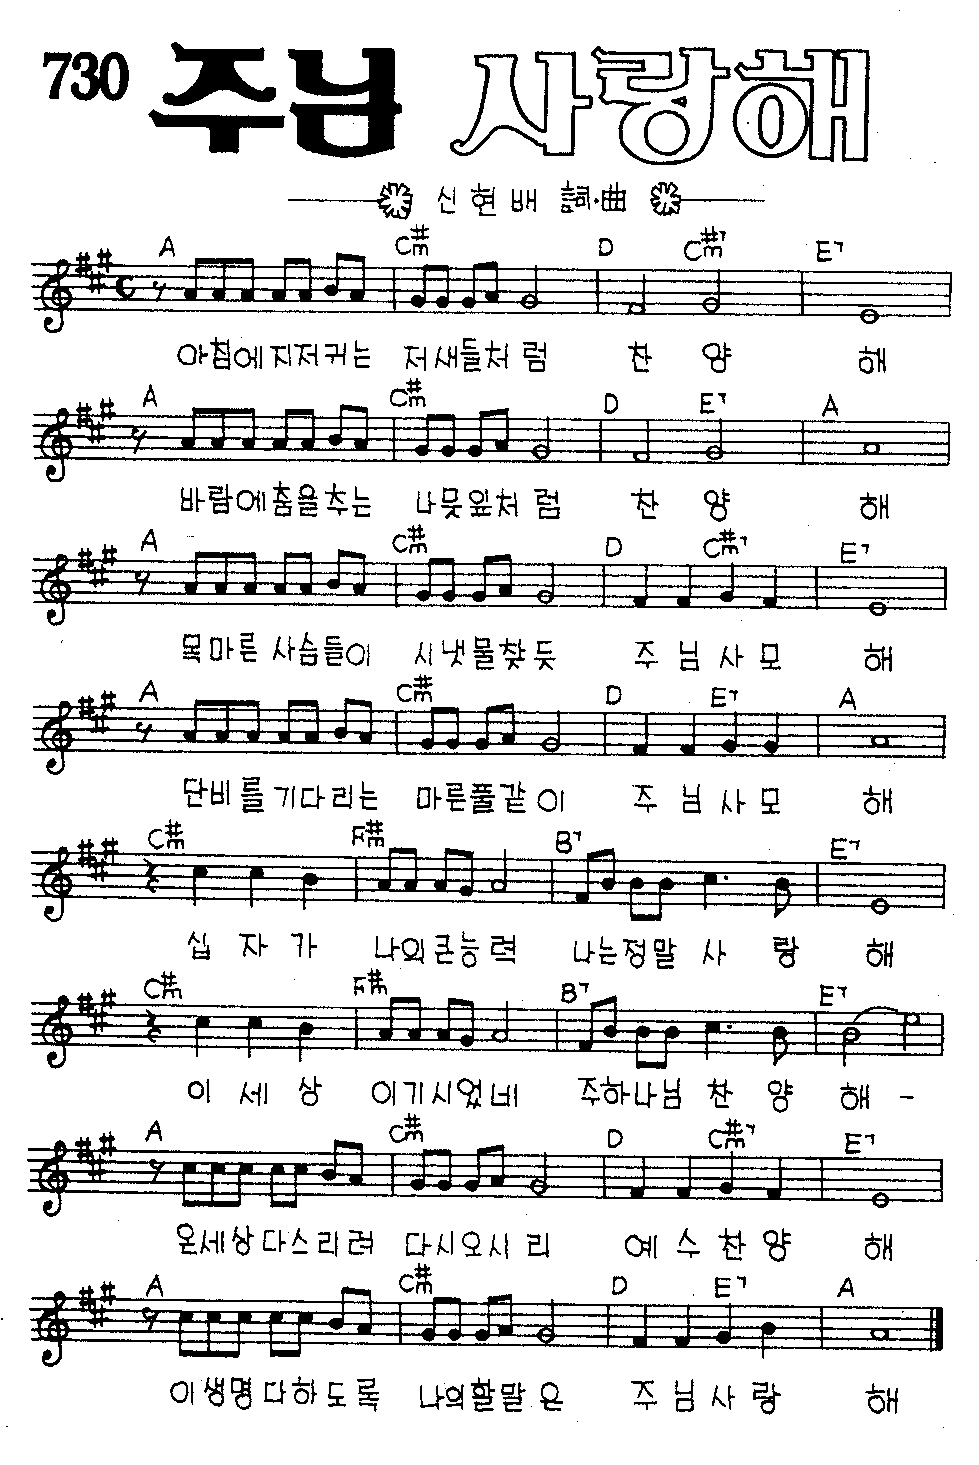 730 주님 사랑해
신현배 詞·曲
A C#m D C#m7 E7
아침에지저귀는 저새들처럼 찬 양 해
A C#m D E7 A
바람에춤을추는 나뭇잎처럼 찬 양 해
A C#m D C#m7 E7
목마른 사슴들이 시냇물찾듯 주 님 사 모 해
A C#m D E7 A
단비를기다리는 마른풀같이 주 님 사 모 해
C#m F#m B7 E7
십 자 가 나의큰능력 나는정말 사 랑 해
C#m F#m B7 E7
이 세 상 이기시었네 주하나님 찬 양 해 -
A C#m D C#m7 E7
온세상다스리려 다시오시리 예 수 찬 양 해
A C#m D E7 A
이생명다하도록 나의할말은 주 님 사 랑 해